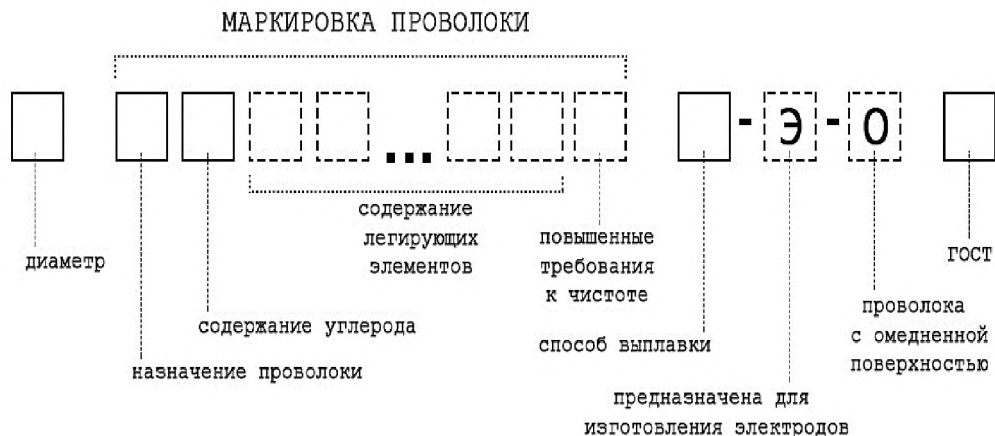 МАРКИРОВКА ПРОВОЛОКИ
... - Э - О
диаметр
назначение проволоки
содержание углерода
содержание
легирующих
элементов
повышенные
требования
к чистоте
способ выплавки
предназначена для
изготовления электродов
проволока
с омедненной
поверхностью
ГОСТ